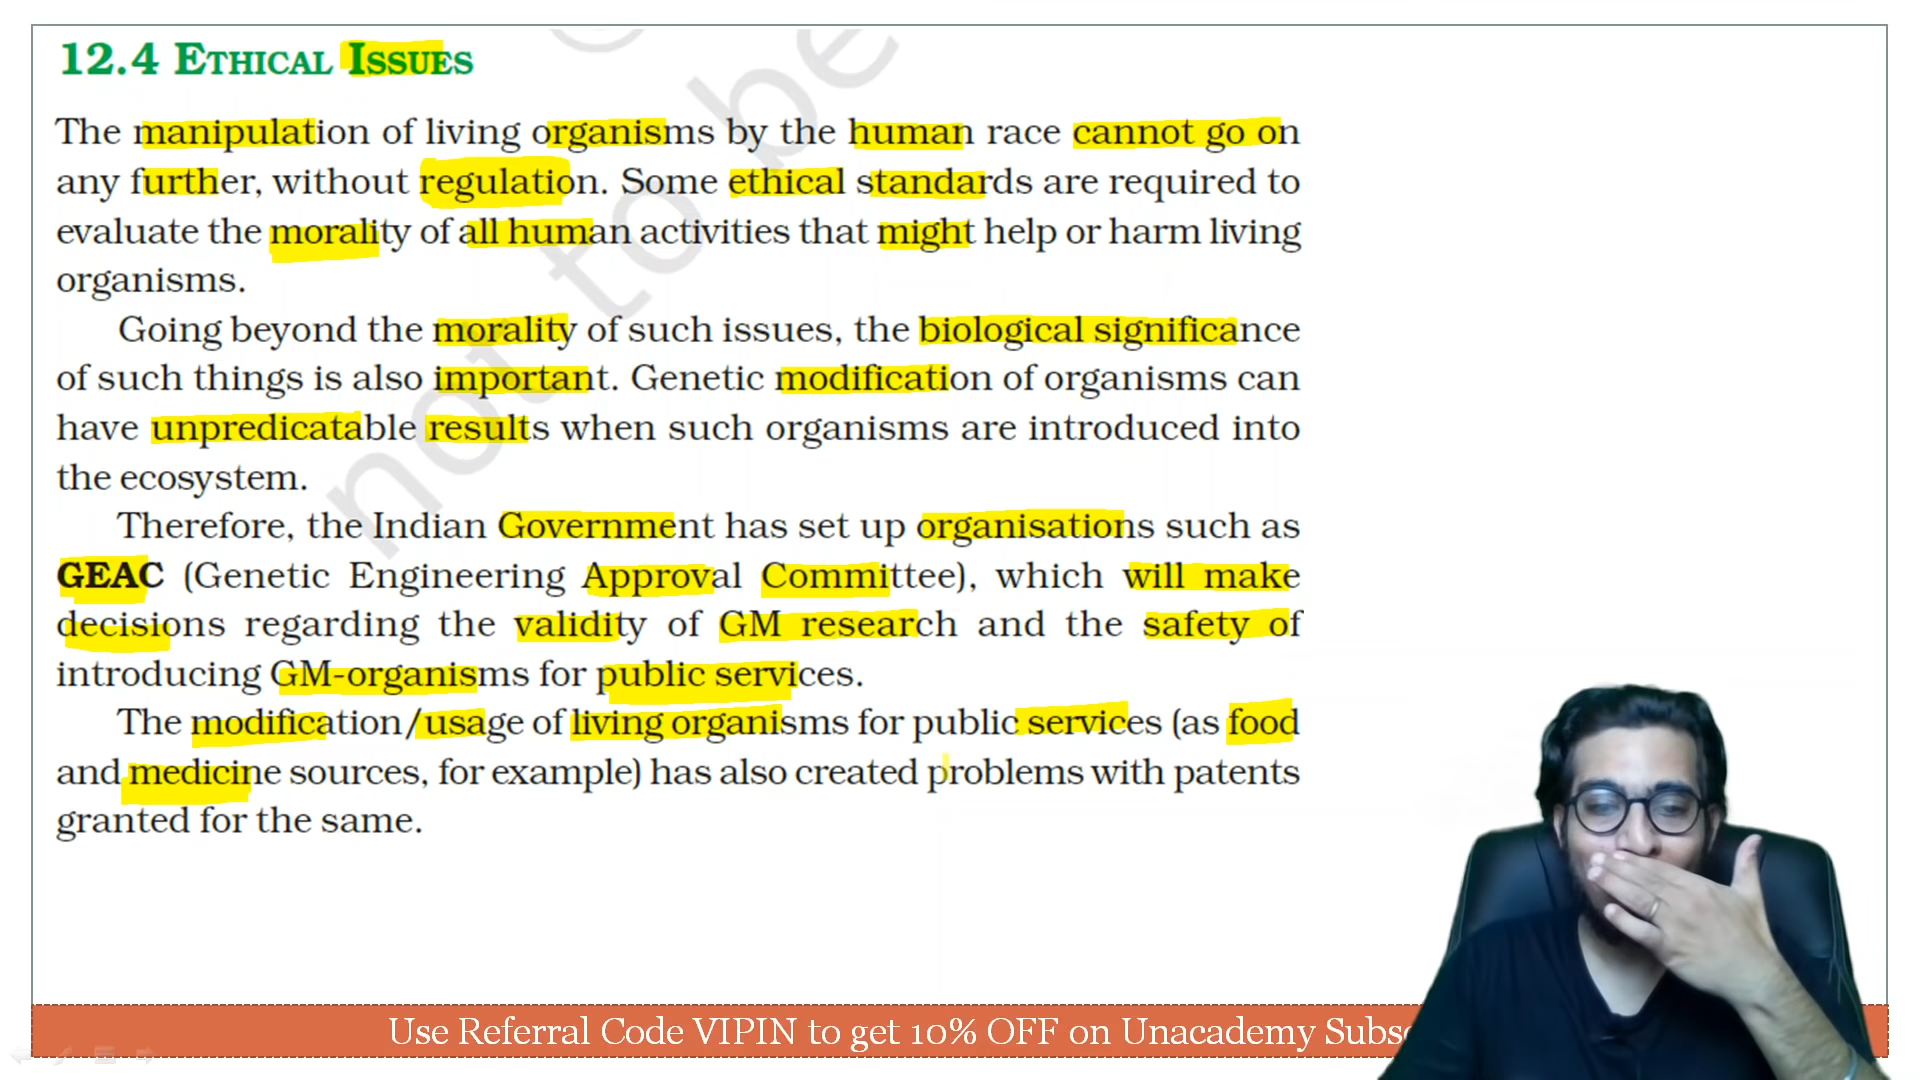 12.4 ETHICAL ISSUES
The manipulation of living organisms by the human race cannot go on
any further, without regulation. Some ethical standards are required to
evaluate the morality of all human activities that might help or harm living
organisms.
Going beyond the morality of such issues, the biological significance
of such things is also important. Genetic modification of organisms can
have unpredicatable results when such organisms are introduced into
the ecosystem.
Therefore, the Indian Government has set up organisations such as
GEAC (Genetic Engineering Approval Committee), which will make
decisions regarding the validity of GM research and the safety of
introducing GM-organisms for public services.
The modification/usage of living organisms for public services (as food
and medicine sources, for example) has also created problems with patents
granted for the same.
not to be
Use Referral Code VIPIN to get 10% OFF on Unacademy Subs